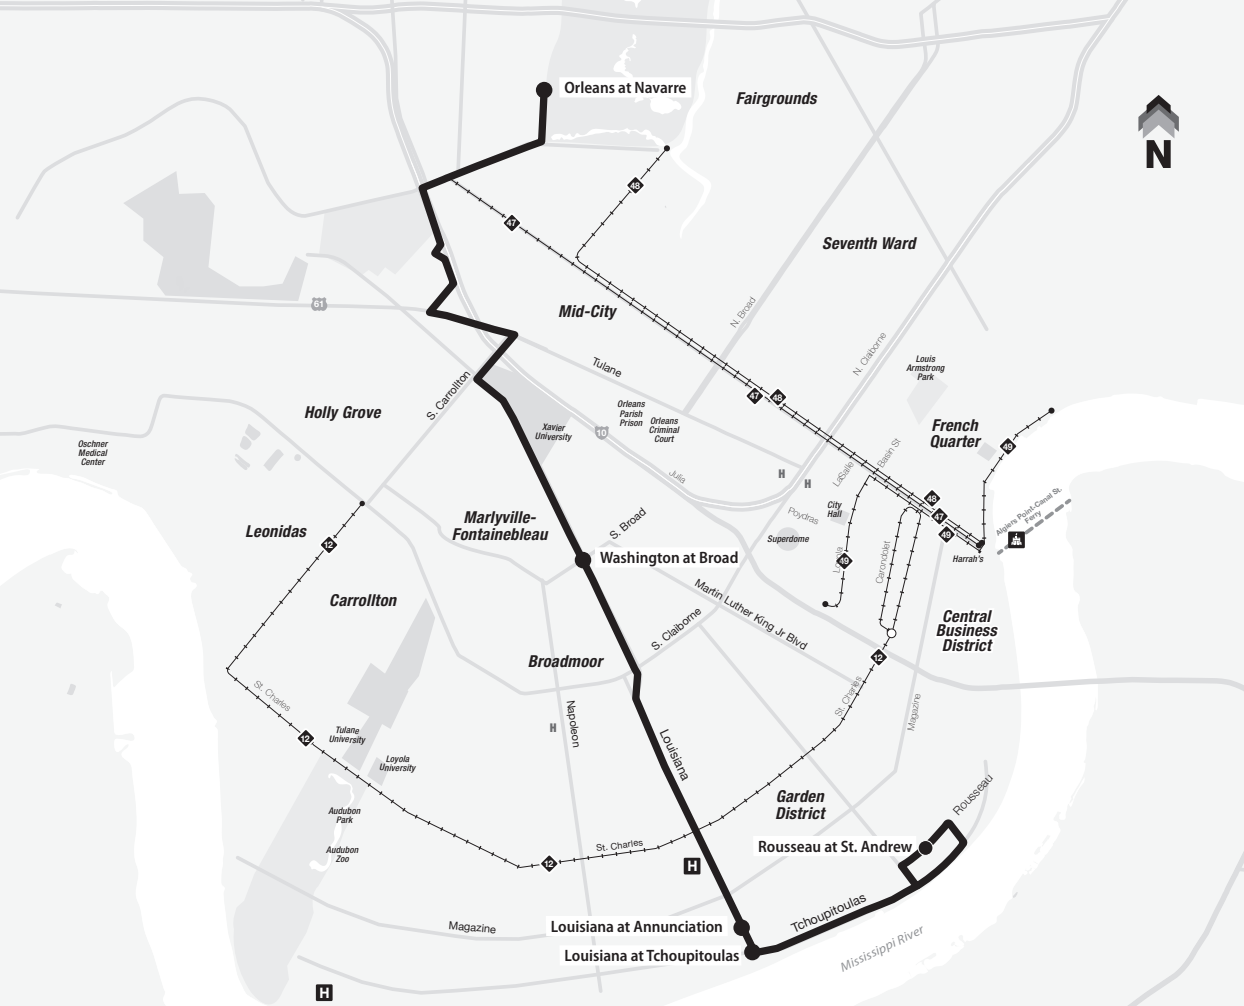 Orleans at Navarre
Fairgrounds
N
48
47
Seventh Ward
61
Mid-City
N. Broad
N. Claiborne
Tulane
Louis
Armstrong
Park
S. Carrollton
Holly Grove
47
48
Orleans
Parish
Prison
Orleans
Criminal
Court
Xavier
University
10
French
Quarter
49
Oschner
Medical
Center
Basin St
LaSalle
Julia
H
H
48
47
49
Algiers Point-Canal St.
Ferry
Harrah's
City
Hall
Poydras
Superdome
Marlyville-
Fontainebleau
S. Broad
Leonidas
12
Washington at Broad
49
Carondolet
Carrollton
Martin Luther King Jr Blvd
S. Claiborne
Central
Business
District
Broadmoor
12
St. Charles
St. Charles
Magazine
12
Napoleon
H
Tulane
University
Loyola
University
Louisiana
Garden
District
Rousseau
Audubon
Park
Audubon
Zoo
St. Charles
12
H
Rousseau at St. Andrew
Magazine
Louisiana at Annunciation
Tchoupitoulas
Louisiana at Tchoupitoulas
Mississippi River
H